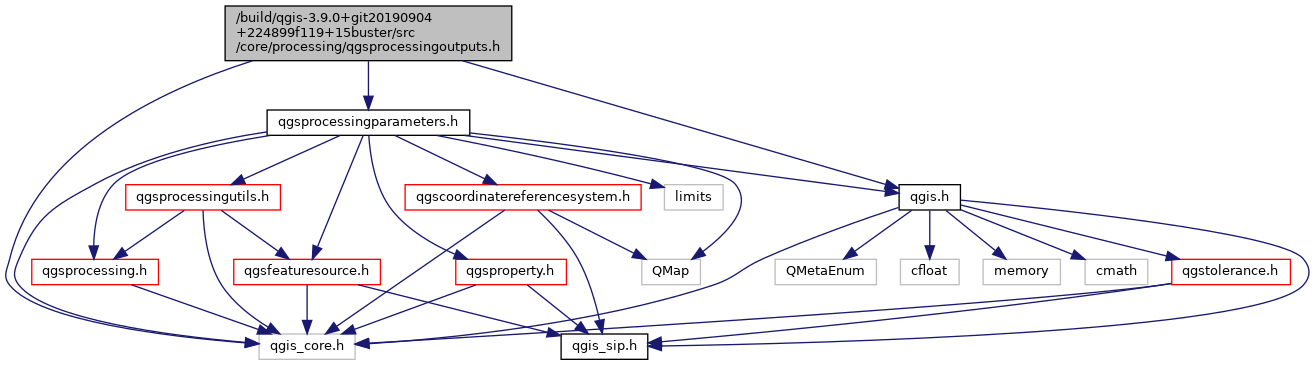 /build/qgis-3.9.0+git20190904
+224899f119+15buster/src
/core/processing/qgsprocessingoutputs.h
qgsprocessingparameters.h
qgsprocessingutils.h
qgscoordinatereferencesystem.h
limits
qgis.h
qgsprocessing.h
qgsfeaturesource.h
qgsproperty.h
QMap
QMetaEnum
cfloat
memory
cmath
qgstolerance.h
qgis_core.h
qgis_sip.h